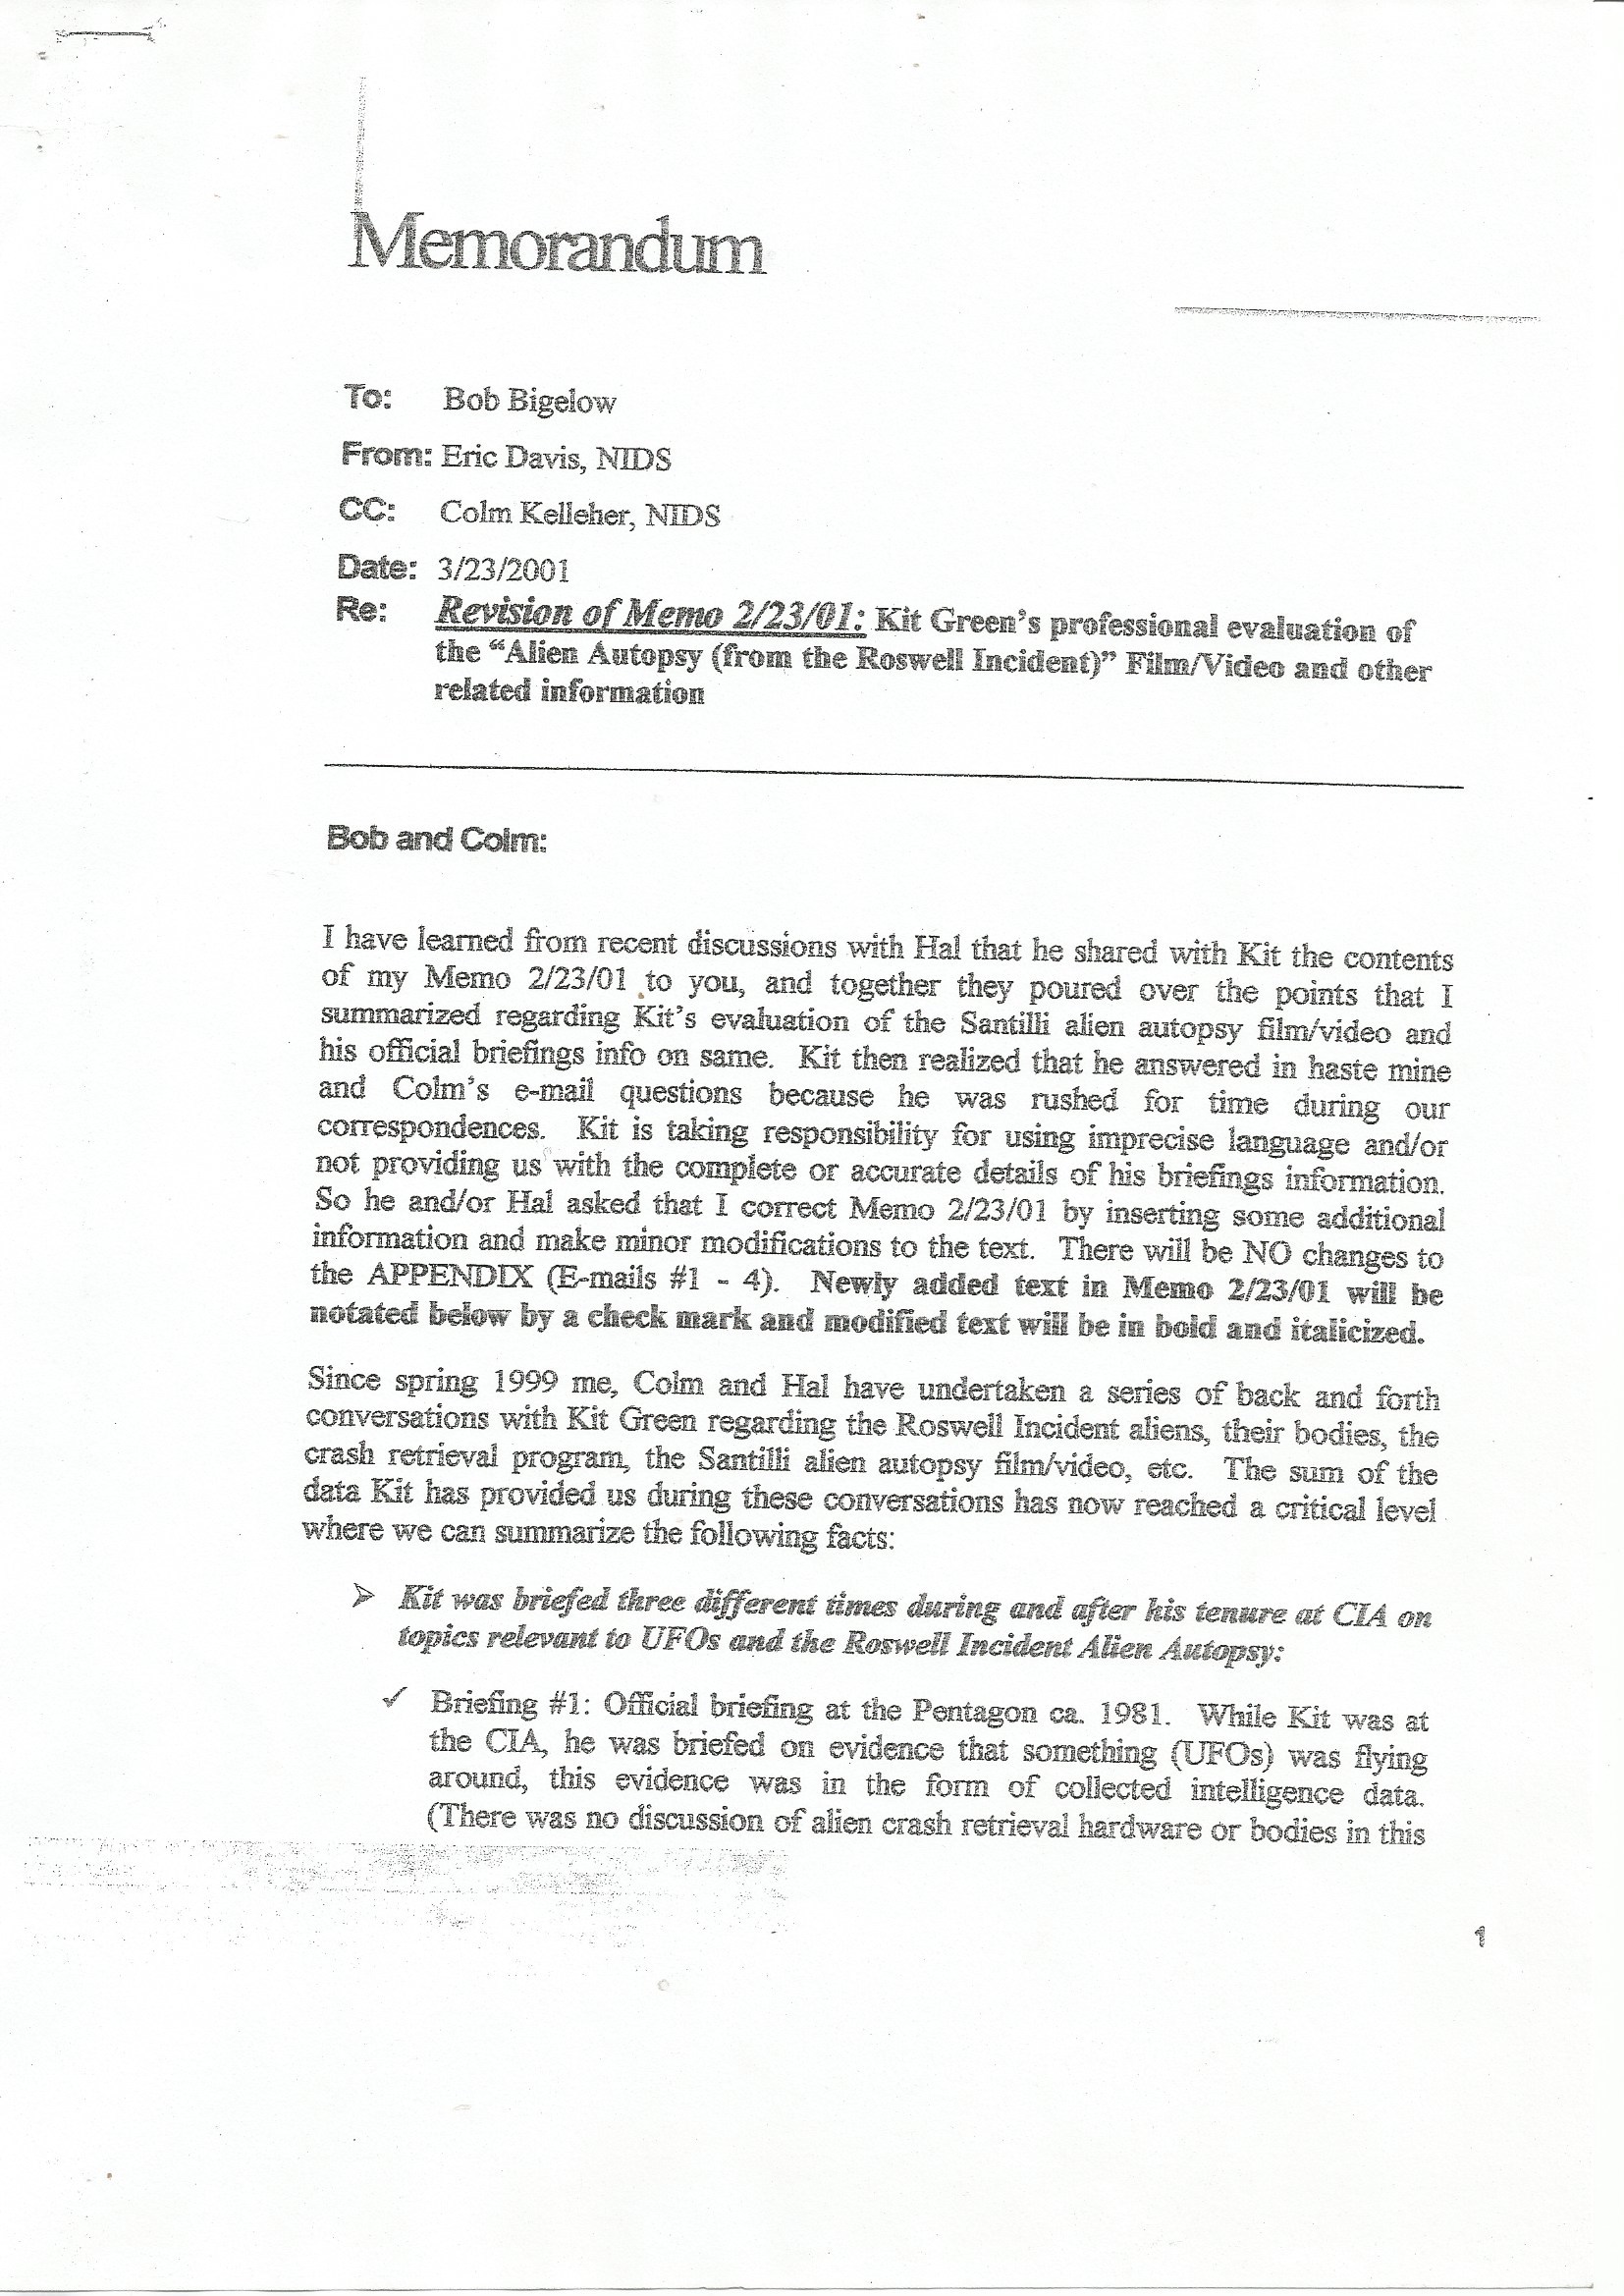 Memorandum
To: Bob Bigelow
From: Eric Davis, NIDS
CC: Colm Kelleher, NIDS
Date: 3/23/2001
Re: Revision of Memo 2/23/01: Kit Green's professional evaluation of
the “Alien Autopsy (from the Roswell Incident)” Film/Video and other
related information
Bob and Colm:
I have learned from recent discussions with Hal that he shared with Kit the contents
of my Memo 2/23/01 to you, and together they poured over the points that I
summarized regarding Kit's evaluation of the Santilli alien autopsy film/video and
his official briefings info on same. Kit then realized that he answered in haste mine
and Colm's e-mail questions because he was rushed for time during our
correspondences. Kit is taking responsibility for using imprecise language and/or
not providing us with the complete or accurate details of his briefings information.
So he and/or Hal asked that I correct Memo 2/23/01 by inserting some additional
information and make minor modifications to the text. There will be NO changes to
the APPENDIX (E-mails #1 - 4). Newly added text in Memo 2/23/01 will be
notated below by a check mark and modified text will be in bold and italicized.
Since spring 1999 me, Colm and Hal have undertaken a series of back and forth
conversations with Kit Green regarding the Roswell Incident aliens, their bodies, the
crash retrieval program, the Santilli alien autopsy film/video, etc. The sum of the
data Kit has provided us during these conversations has now reached a critical level
where we can summarize the following facts:
➢ Kit was briefed three different times during and after his tenure at CIA on
topics relevant to UFOs and the Roswell Incident Alien Autopsy:
✓ Briefing #1: Official briefing at the Pentagon ca. 1981. While Kit was at
the CIA, he was briefed on evidence that something (UFOs) was flying
around, this evidence was in the form of collected intelligence data.
(There was no discussion of alien crash retrieval hardware or bodies in this
1